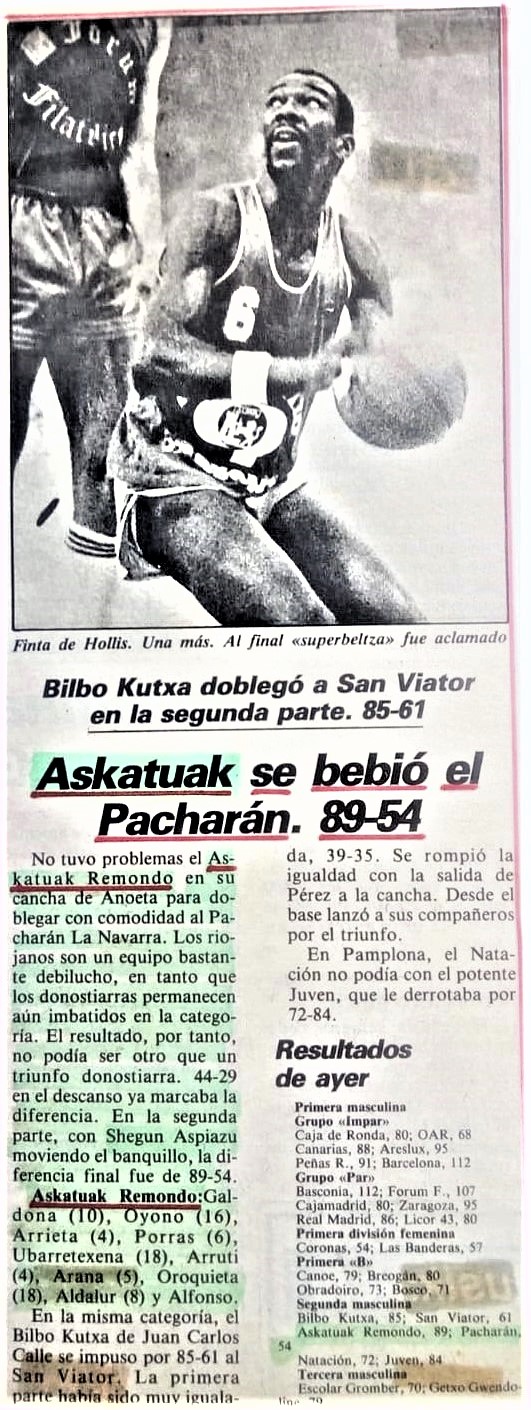 Forum
Filatelic
6
Finta de Hollis. Una más. Al final «superbeltza» fue aclamado
Bilbo Kutxa doblegó a San Viator
en la segunda parte. 85-61
Askatuak se bebió el
Pacharán. 89-54
No tuvo problemas el As-
katuak Remondo en su
cancha de Anoeta para do-
blegar con comodidad al Pa-
charán La Navarra. Los rio-
janos son un equipo bastan-
te debilucho, en tanto que
los donostiarras permanecen
aún imbatidos en la catego-
ría. El resultado, por tanto,
no podía ser otro que un
triunfo donostiarra. 44-29
en el descanso ya marcaba la
diferencia. En la segunda
parte, con Shegun Aspiazu
moviendo el banquillo, la di-
ferencia final fue de 89-54.
Askatuak Remondo:Gal-
dona (10), Oyono (16),
Arrieta (4), Porras (6),
Ubarretexena (18), Arruti
(4), Arana (5), Oroquieta
(18), Aldalur (8) y Alfonso.
En la misma categoría, el
Bilbo Kutxa de Juan Carlos
Calle se impuso por 85-61 al
San Viator. La primera
parte había sido muy iguala-
da, 39-35. Se rompió la
igualdad con la salida de
Pérez a la cancha. Desde el
base lanzó a sus compañeros
por el triunfo.
En Pamplona, el Nata-
ción no podía con el potente
Juven, que le derrotaba por
72-84.
Resultados
de ayer
Primera masculina
Grupo «Impar»
Caja de Ronda, 80; OAR, 68
Canarias, 88; Areslux, 95
Peñas R., 91; Barcelona, 112
Grupo «Par»
Basconia, 112; Forum F., 107
Cajamadrid, 80; Zaragoza, 95
Real Madrid, 86; Licor 43, 80
Primera división femenina
Coronas, 54; Las Banderas, 57
Primera «B»
Canoe, 79; Breogán, 80
Obradoiro, 73; Bosco, 71
Segunda masculina
Bilbo Kutxa, 85; San Viator, 61
Askatuak Remondo, 89; Pacharán,
54
Natación, 72; Juven, 84
Tercera masculina
Escolar Gromber, 70; Getxo Gwendo-